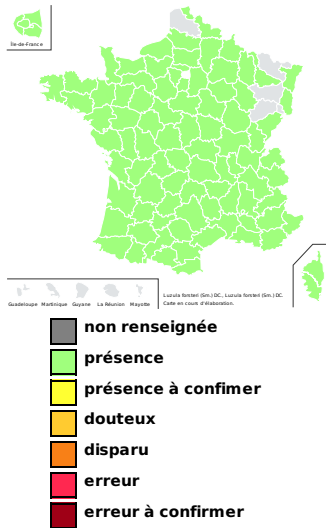 Île-de-France
Guadeloupe Martinique Guyane La Réunion Mayotte
Luzula forsteri (Sm.) DC., Luzula forsteri (Sm.) DC.
Carte en cours d'élaboration.
non renseignée
présence
présence à confimer
douteux
disparu
erreur
erreur à confirmer